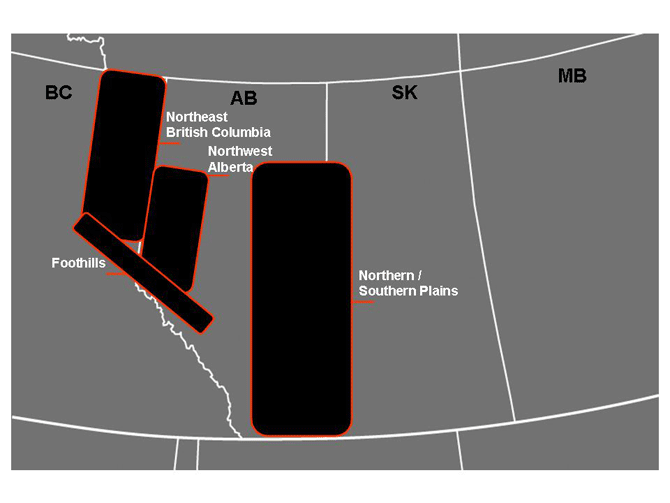 BC
AB
SK
MB
Northeast
British Columbia
Northwest
Alberta
Foothills
Northern /
Southern Plains